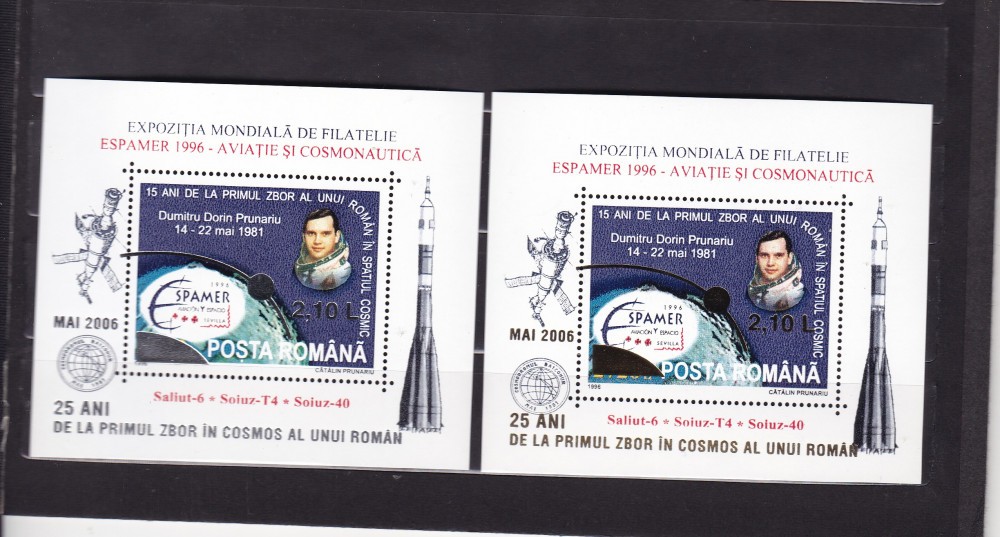 EXPOZIȚIA MONDIALĂ DE FILATELIE
ESPAMER 1996 - AVIAȚIE ȘI COSMONAUTICĂ
15 ANI DE LA PRIMUL ZBOR AL UNUI ROMÂN ÎN SPAȚIUL COSMIC
Dumitru Dorin Prunariu
14 - 22 mai 1981
1996
ESPAMER
AVIACIÓN Y ESPACIO
SEVILLA
2,10 L
MAI 2006
POȘTA ROMÂNĂ
1996
CĂTĂLIN PRUNARIU
Saliut-6 * Soiuz-T4 * Soiuz-40
25 ANI
DE LA PRIMUL ZBOR ÎN COSMOS AL UNUI ROMÂN
EXPOZIȚIA MONDIALĂ DE FILATELIE
ESPAMER 1996 - AVIAȚIE ȘI COSMONAUTICĂ
15 ANI DE LA PRIMUL ZBOR AL UNUI ROMÂN ÎN SPAȚIUL COSMIC
Dumitru Dorin Prunariu
14 - 22 mai 1981
1996
ESPAMER
AVIACIÓN Y ESPACIO
SEVILLA
2,10 L
MAI 2006
POȘTA ROMÂNĂ
1996
CĂTĂLIN PRUNARIU
Saliut-6 * Soiuz-T4 * Soiuz-40
25 ANI
DE LA PRIMUL ZBOR ÎN COSMOS AL UNUI ROMÂN